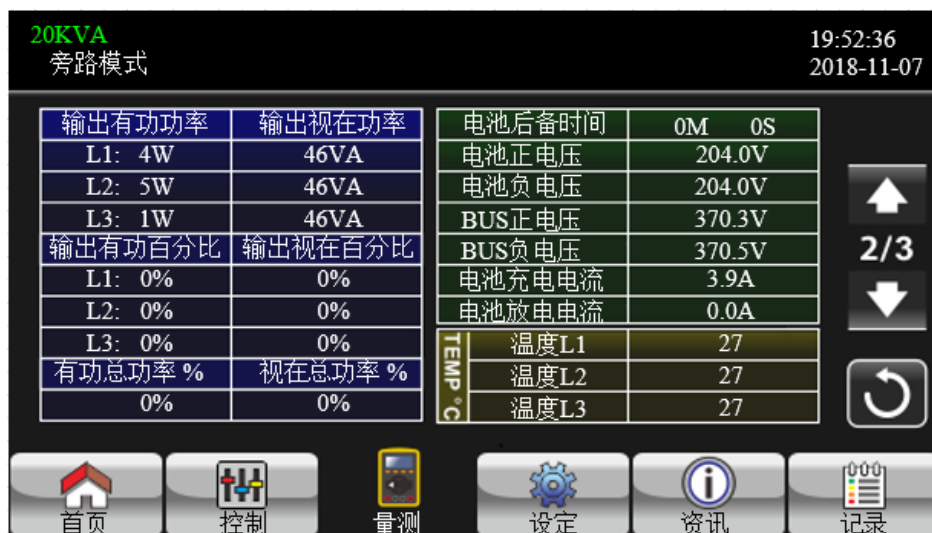 20KVA
旁路模式
19:52:36
2018-11-07
输出有功功率 输出视在功率
L1: 4W 46VA
L2: 5W 46VA
L3: 1W 46VA
输出有功百分比 输出视在百分比
L1: 0% 0%
L2: 0% 0%
L3: 0% 0%
有功总功率 % 视在总功率 %
0% 0%
电池后备时间 0M 0S
电池正电压 204.0V
电池负电压 204.0V
BUS正电压 370.3V
BUS负电压 370.5V
电池充电电流 3.9A
电池放电电流 0.0A
TEMP °C
温度L1 27
温度L2 27
温度L3 27
2/3
首页 控制 量测 设定 资讯 记录